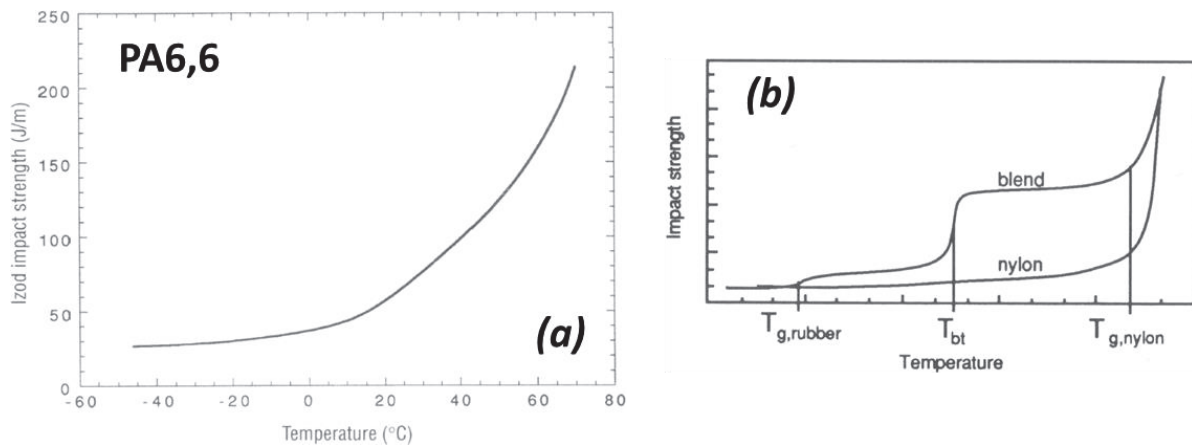 PA6,6
(a)
Izod impact strength (J/m)
250
200
150
100
50
0
-60
-40
-20
0
20
40
60
80
Temperature (°C)
(b)
Impact strength
blend
nylon
Tg,rubber
Tbt
Tg,nylon
Temperature